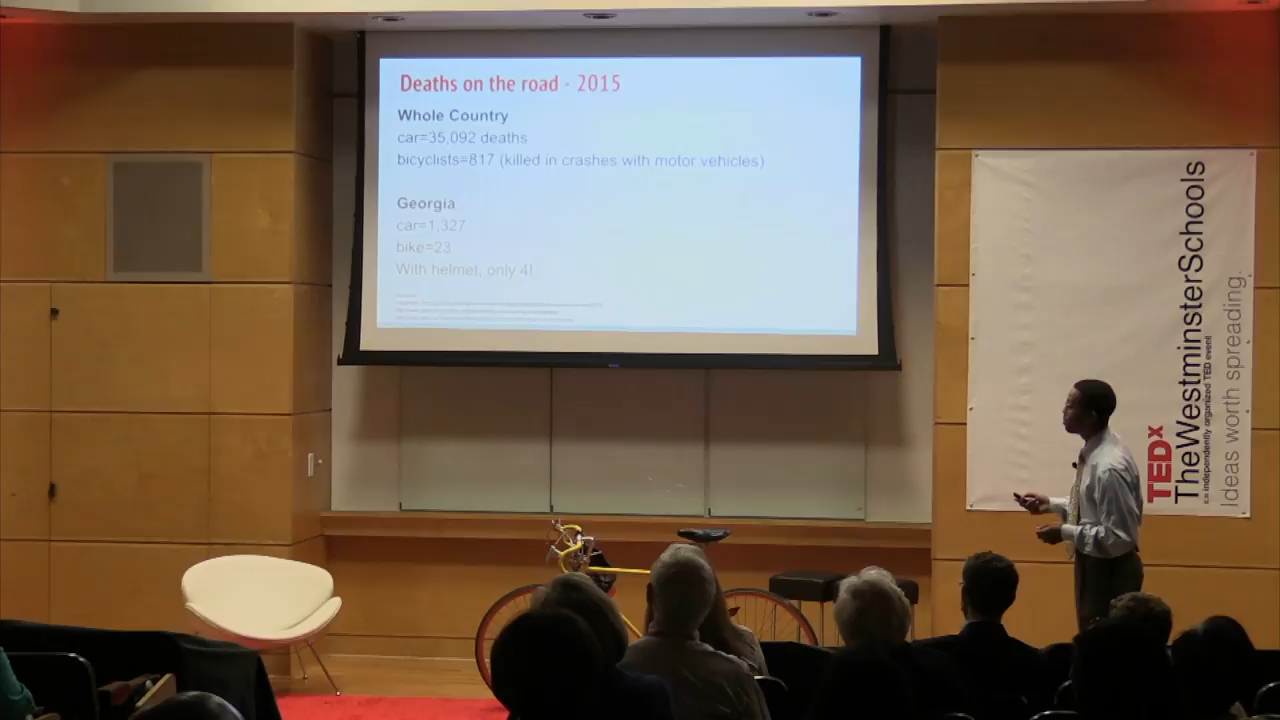 Deaths on the road - 2015
Whole Country
car=35,092 deaths
bicyclists=817 (killed in crashes with motor vehicles)
Georgia
car=1,327
bike=23
With helmet, only 4!
TEDx
TheWestminsterSchools
x = independently organized TED event
Ideas worth spreading.